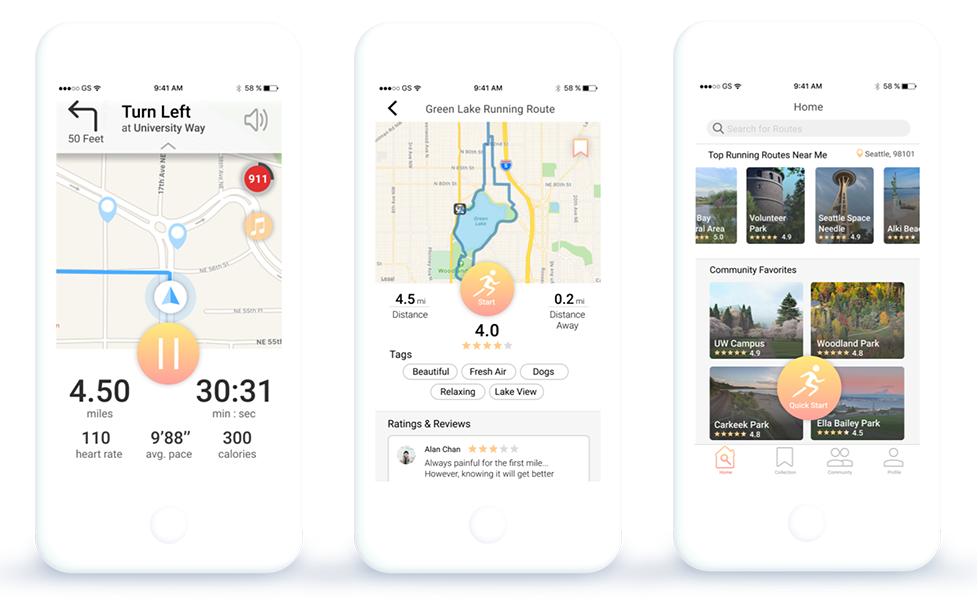 GS
9:41 AM
58 %
Turn Left
at University Way
50 Feet
17th Ave NE
911
NE 56th St
NE 55th
NE 55th
4.50
miles
30:31
min : sec
110
heart rate
9’88”
avg. pace
300
calories
GS
9:41 AM
58 %
Green Lake Running Route
N 90th St
N 85th St
N 80th St
Green
Lake
Woodland
Start
4.5 mi
Distance
0.2 mi
Distance
Away
4.0
Tags
Beautiful
Fresh Air
Dogs
Relaxing
Lake View
Ratings & Reviews
Alan Chan
Always painful for the first mile...
However, knowing it will get better
GS
9:41 AM
58 %
Home
Search for Routes
Top Running Routes Near Me
Seattle, 98101
Bay
ral Area
5.0
Volunteer
Park
4.9
Seattle Space
Needle
4.9
Alki Bea
Community Favorites
UW Campus
4.9
Woodland Park
4.8
Carkeek Park
4.8
Ella Bailey Park
4.5
Quick Start
Home
Collection
Community
Profile